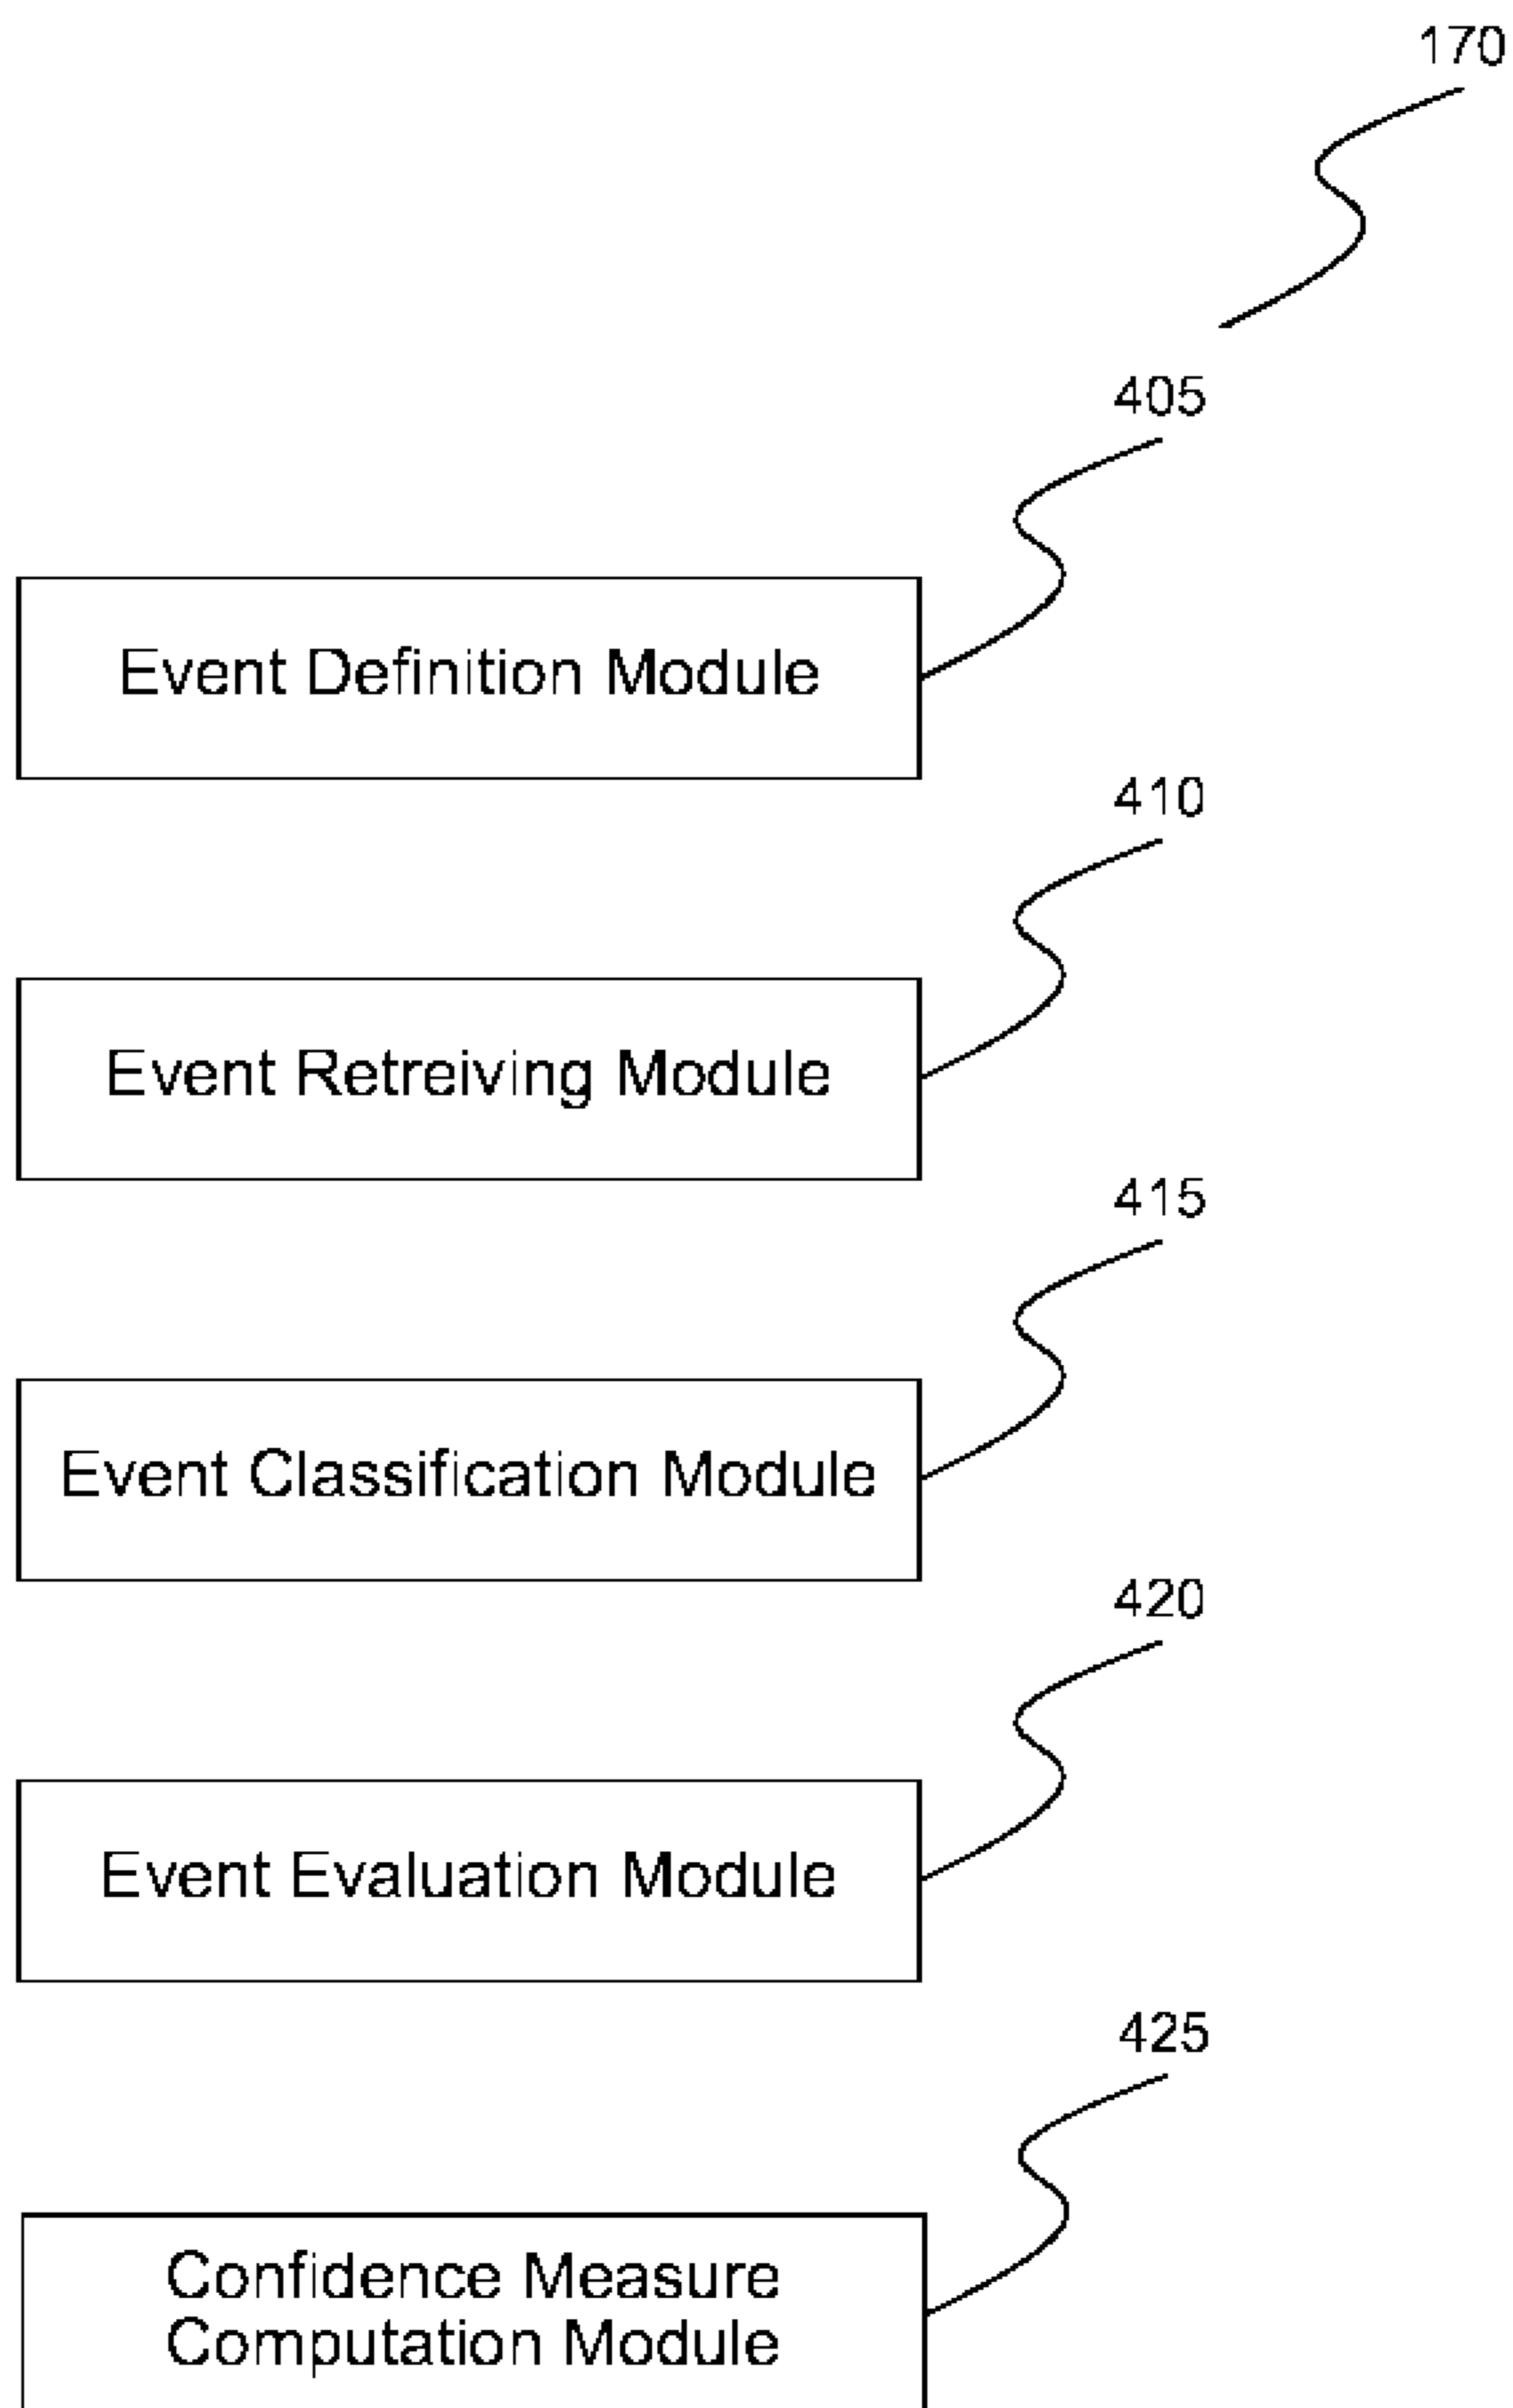 170
405
Event Definition Module
410
Event Retreiving Module
415
Event Classification Module
420
Event Evaluation Module
425
Confidence Measure
Computation Module